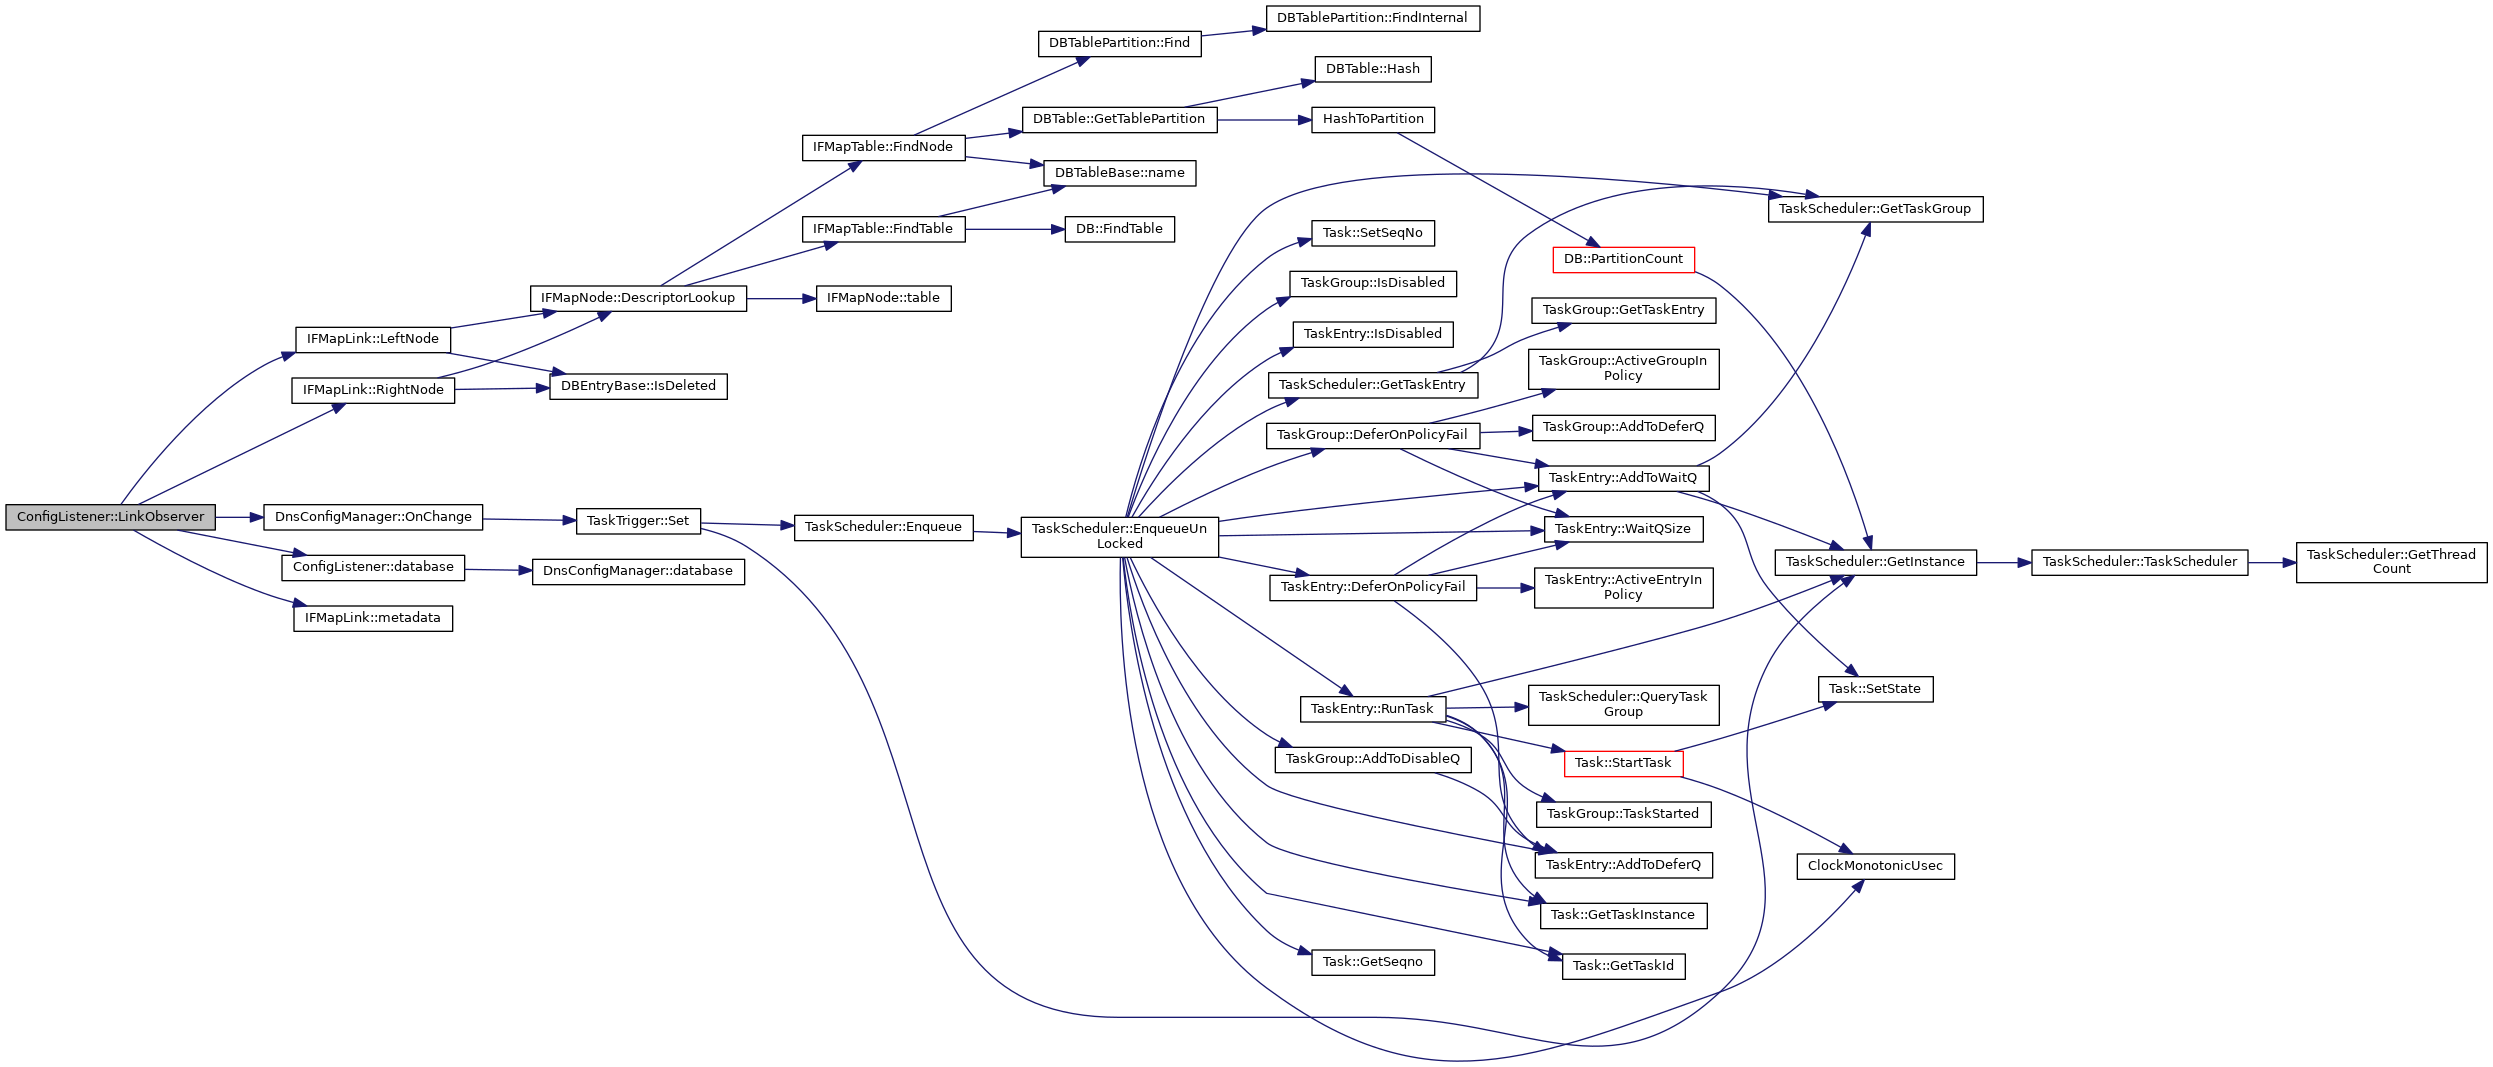 ConfigListener::LinkObserver
IFMapLink::LeftNode
IFMapLink::RightNode
DnsConfigManager::OnChange
ConfigListener::database
IFMapLink::metadata
IFMapNode::DescriptorLookup
DBEntryBase::IsDeleted
TaskTrigger::Set
DnsConfigManager::database
IFMapTable::FindNode
IFMapTable::FindTable
IFMapNode::table
TaskScheduler::Enqueue
DBTablePartition::Find
DBTable::GetTablePartition
DBTableBase::name
DB::FindTable
TaskScheduler::EnqueueUn
Locked
DBTablePartition::FindInternal
DBTable::Hash
HashToPartition
Task::SetSeqNo
TaskGroup::IsDisabled
TaskEntry::IsDisabled
TaskScheduler::GetTaskEntry
TaskGroup::DeferOnPolicyFail
TaskEntry::DeferOnPolicyFail
TaskEntry::RunTask
TaskGroup::AddToDisableQ
Task::GetSeqno
DB::PartitionCount
TaskGroup::GetTaskEntry
TaskGroup::ActiveGroupIn
Policy
TaskGroup::AddToDeferQ
TaskEntry::AddToWaitQ
TaskEntry::WaitQSize
TaskEntry::ActiveEntryIn
Policy
TaskScheduler::QueryTask
Group
Task::StartTask
TaskGroup::TaskStarted
TaskEntry::AddToDeferQ
Task::GetTaskInstance
Task::GetTaskId
TaskScheduler::GetTaskGroup
TaskScheduler::GetInstance
Task::SetState
ClockMonotonicUsec
TaskScheduler::TaskScheduler
TaskScheduler::GetThread
Count